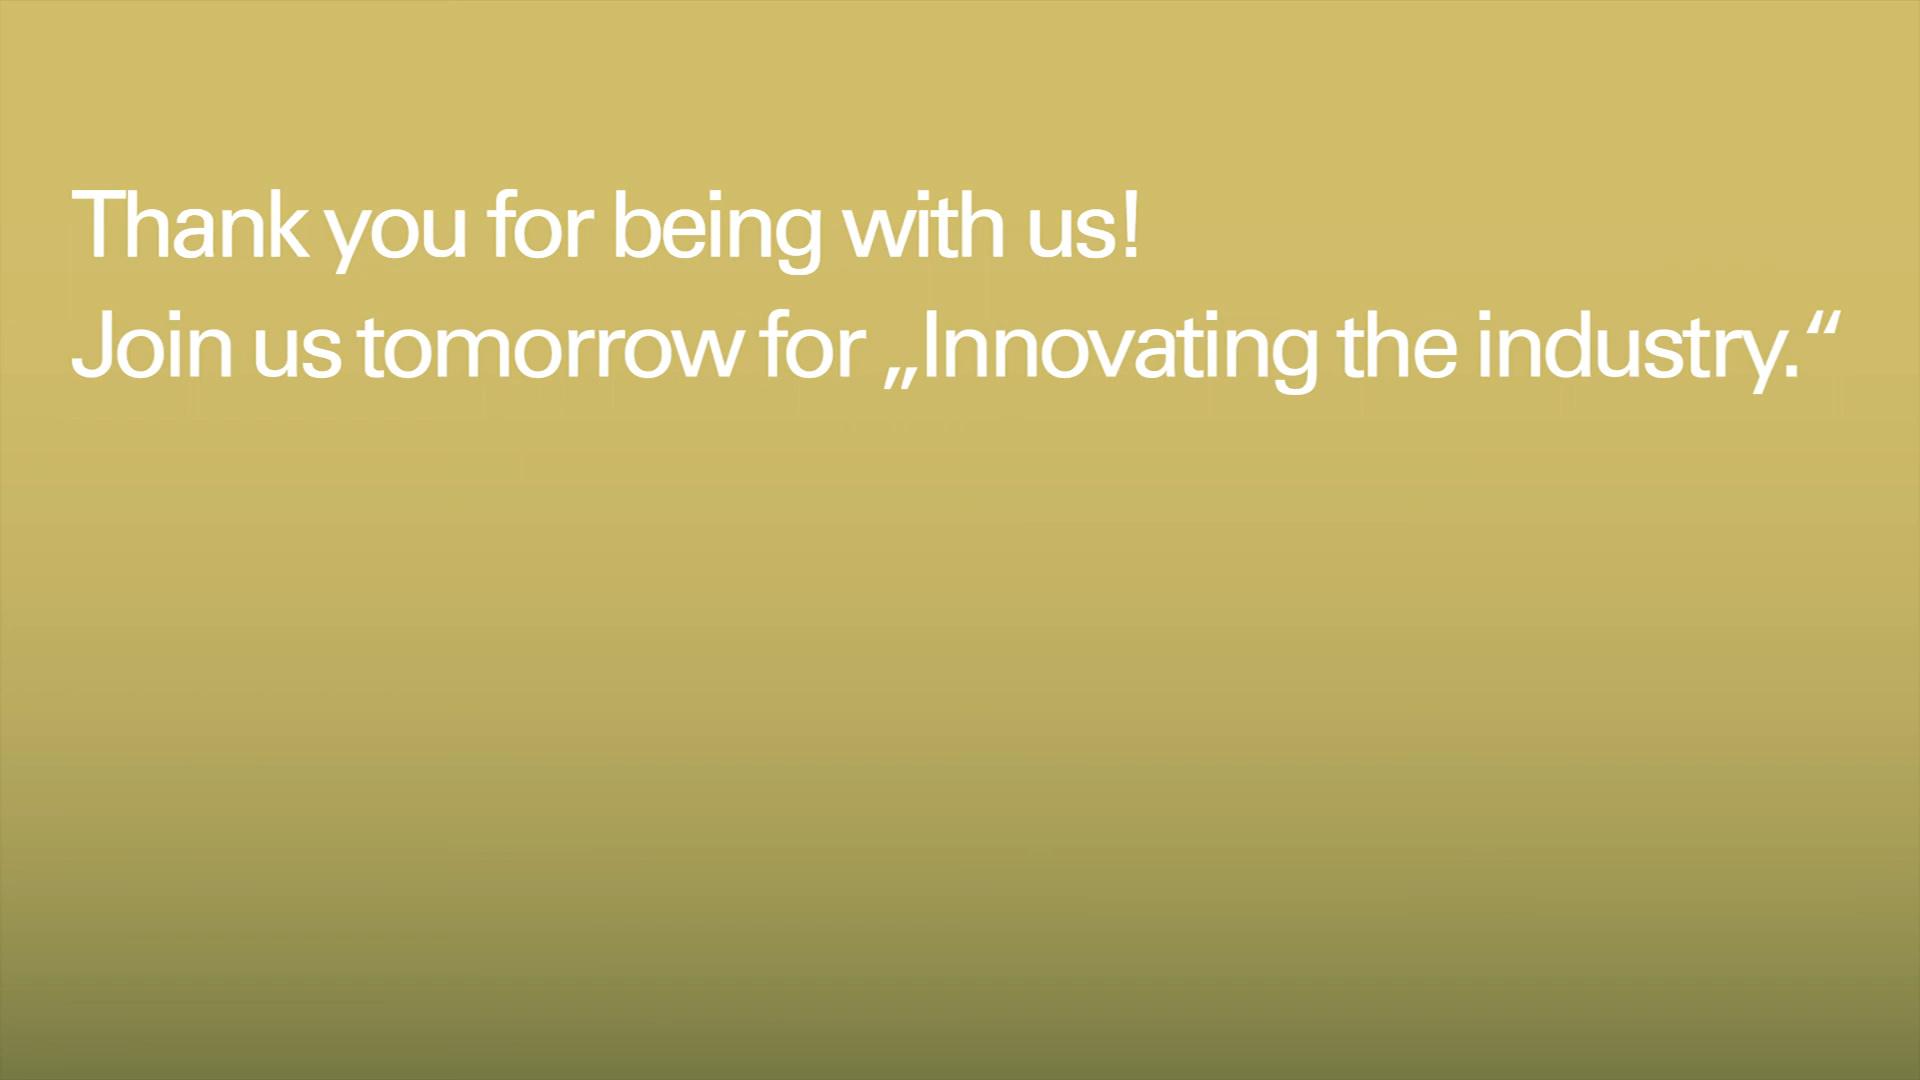 Thank you for being with us!
Join us tomorrow for „Innovating the industry.“